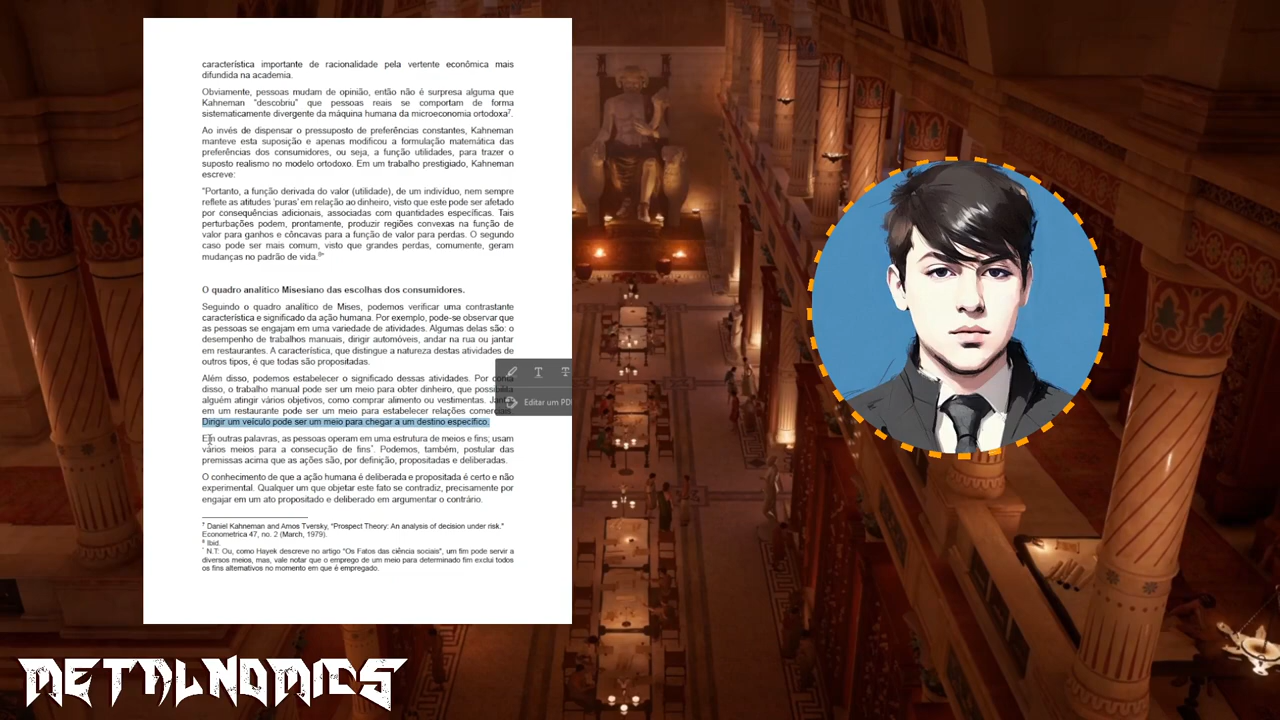 característica importante de racionalidade pela vertente econômica mais
difundida na academia.
Obviamente, pessoas mudam de opinião, então não é surpresa alguma que
Kahneman "descobriu" que pessoas reais se comportam de forma
sistematicamente divergente da máquina humana da microeconomia ortodoxa⁷.
Ao invés de dispensar o pressuposto de preferências constantes, Kahneman
manteve esta suposição e apenas modificou a formulação matemática das
preferências dos consumidores, ou seja, a função utilidades, para trazer o
suposto realismo no modelo ortodoxo. Em um trabalho prestigiado, Kahneman
escreve:
"Portanto, a função derivada do valor (utilidade), de um indivíduo, nem sempre
reflete as atitudes 'puras' em relação ao dinheiro, visto que este pode ser afetado
por consequências adicionais, associadas com quantidades específicas. Tais
perturbações podem, prontamente, produzir regiões convexas na função de
valor para ganhos e côncavas para a função de valor para perdas. O segundo
caso pode ser mais comum, visto que grandes perdas, comumente, geram
mudanças no padrão de vida.⁸"
O quadro analítico Misesiano das escolhas dos consumidores.
Seguindo o quadro analítico de Mises, podemos verificar uma contrastante
característica e significado da ação humana. Por exemplo, pode-se observar que
as pessoas se engajam em uma variedade de atividades. Algumas delas são: o
desempenho de trabalhos manuais, dirigir automóveis, andar na rua ou jantar
em restaurantes. A característica, que distingue a natureza destas atividades de
outros tipos, é que todas são propositadas.
Além disso, podemos estabelecer o significado dessas atividades. Por conta
disso, o trabalho manual pode ser um meio para obter dinheiro, que possibilita
alguém atingir vários objetivos, como comprar alimento ou vestimentas. Jantar
em um restaurante pode ser um meio para estabelecer relações comerciais.
Dirigir um veículo pode ser um meio para chegar a um destino específico.
Em outras palavras, as pessoas operam em uma estrutura de meios e fins; usam
vários meios para a consecução de fins*. Podemos, também, postular das
premissas acima que as ações são, por definição, propositadas e deliberadas.
O conhecimento de que a ação humana é deliberada e propositada é certo e não
experimental. Qualquer um que objetar este fato se contradiz, precisamente por
engajar em um ato propositado e deliberado em argumentar o contrário.
⁷ Daniel Kahneman and Amos Tversky, "Prospect Theory: An analysis of decision under risk."
Econometrica 47, no. 2 (March, 1979).
⁸ Ibid.
* N.T: Ou, como Hayek descreve no artigo "Os Fatos das ciência sociais", um fim pode servir a
diversos meios, mas, vale notar que o emprego de um meio para determinado fim exclui todos
os fins alternativos no momento em que é empregado.
T T
Editar um PD
METALNOMICS